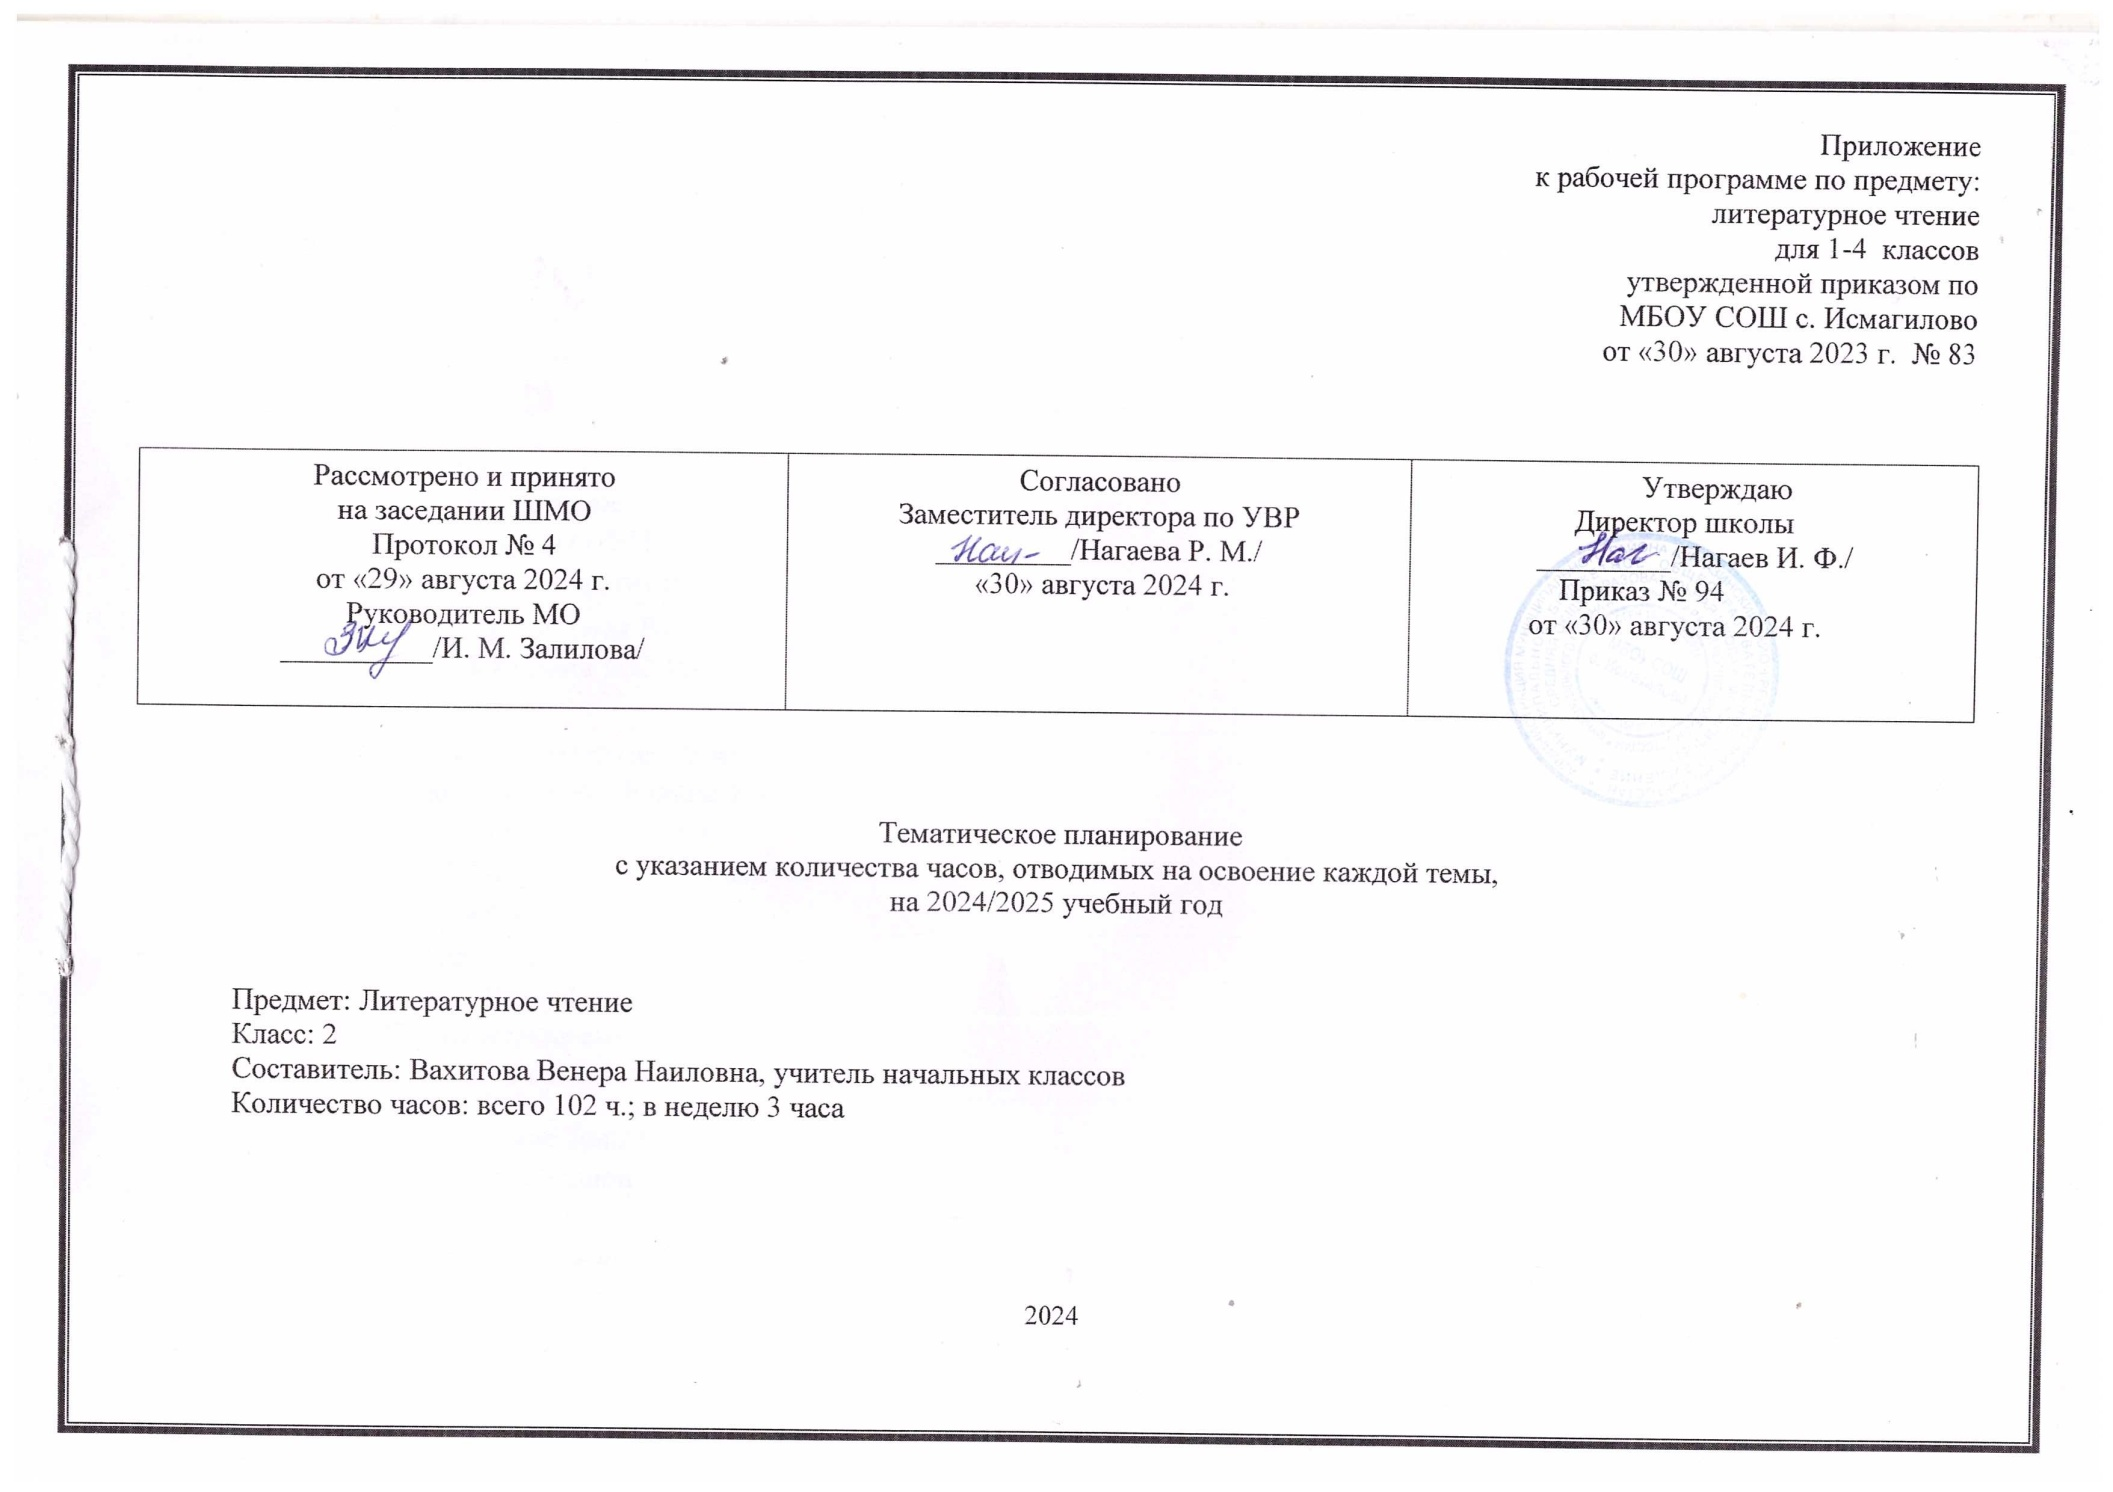 Приложение
к рабочей программе по предмету:
литературное чтение
для 1-4 классов
утвержденной приказом по
МБОУ СОШ с. Исмагилово
от «30» августа 2023 г. № 83
Рассмотрено и принято
на заседании ШМО
Протокол № 4
от «29» августа 2024 г.
Руководитель МО
___________/И. М. Залилова/
Согласовано
Заместитель директора по УВР
__________/Нагаева Р. М./
«30» августа 2024 г.
Утверждаю
Директор школы
__________/Нагаев И. Ф./
Приказ № 94
от «30» августа 2024 г.
Тематическое планирование
с указанием количества часов, отводимых на освоение каждой темы,
на 2024/2025 учебный год
Предмет: Литературное чтение
Класс: 2
Составитель: Вахитова Венера Наиловна, учитель начальных классов
Количество часов: всего 102 ч.; в неделю 3 часа
2024